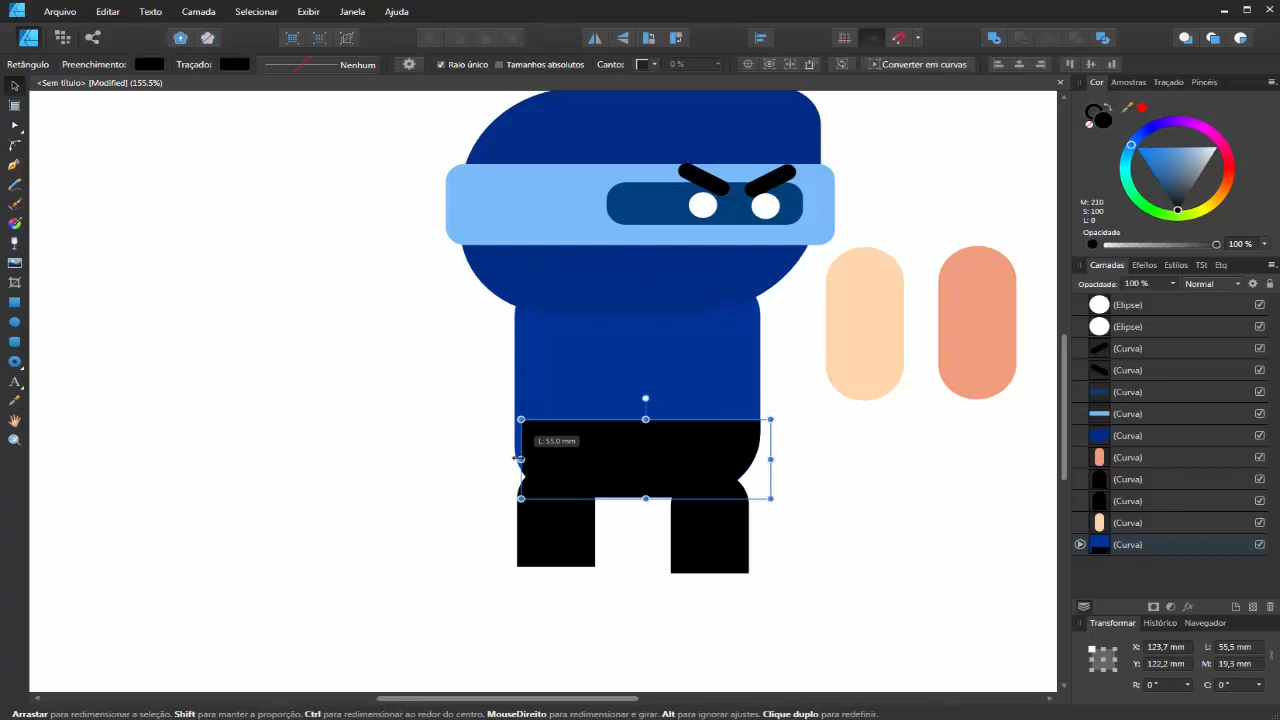 Arquivo Editar Texto Camada Selecionar Exibir Janela Ajuda
Retângulo Preenchimento: Traçado: Nenhum Raio único Tamanhos absolutos Canto: 0 % Converter em curvas
<Sem título> [Modified] (155.5%)
Cor Amostras Traçado Pincéis
M: 210
S: 100
L: 0
Opacidade
100 %
Camadas Efeitos Estilos TSt Etq
Opacidade: 100 % Normal
(Elipse)
(Elipse)
(Curva)
(Curva)
(Curva)
(Curva)
(Curva)
(Curva)
(Curva)
(Curva)
(Curva)
(Curva)
L: 55.0 mm
Transformar Histórico Navegador
X: 123,7 mm L: 55,5 mm
Y: 122,2 mm M: 19,3 mm
R: 0 ° C: 0 °
Arrastar para redimensionar a seleção. Shift para manter a proporção. Ctrl para redimensionar ao redor do centro. MouseDireito para redimensionar e girar. Alt para ignorar ajustes. Clique duplo para redefinir.